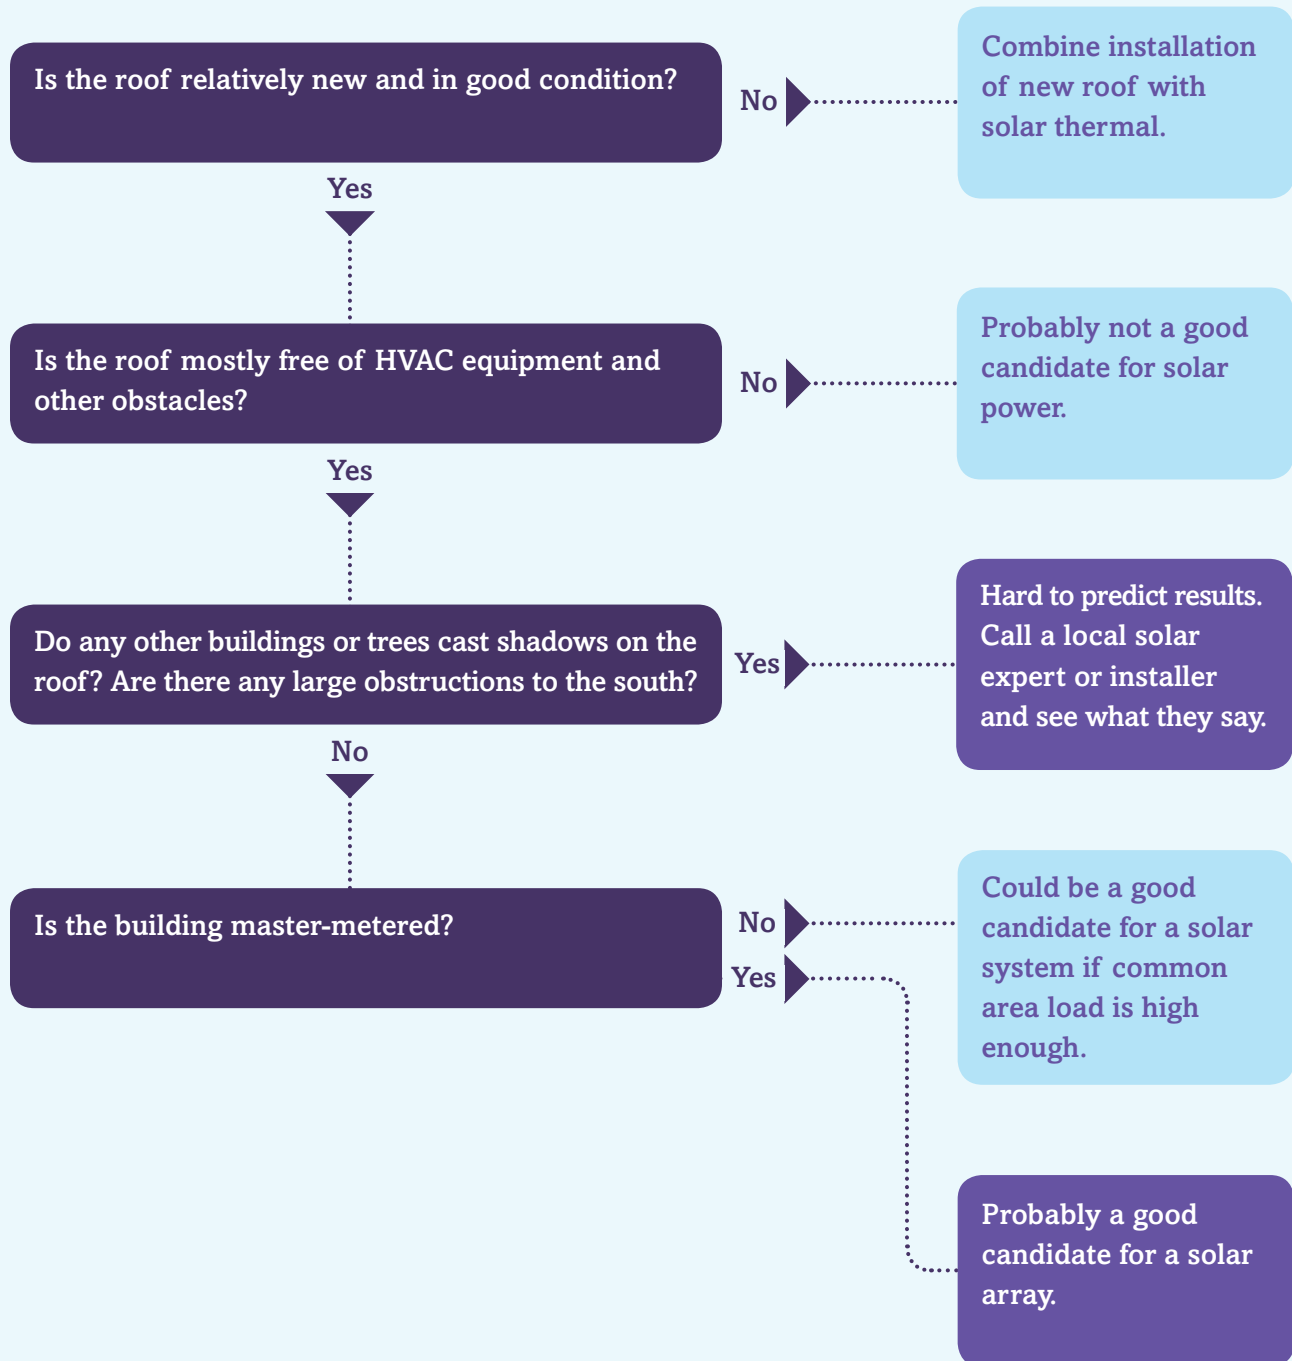 Is the roof relatively new and in good condition?
No
Combine installation
of new roof with
solar thermal.
Yes
Is the roof mostly free of HVAC equipment and
other obstacles?
No
Probably not a good
candidate for solar
power.
Yes
Do any other buildings or trees cast shadows on the
roof? Are there any large obstructions to the south?
Yes
Hard to predict results.
Call a local solar
expert or installer
and see what they say.
No
Is the building master-metered?
No
Could be a good
candidate for a solar
system if common
area load is high
enough.
Yes
Probably a good
candidate for a solar
array.